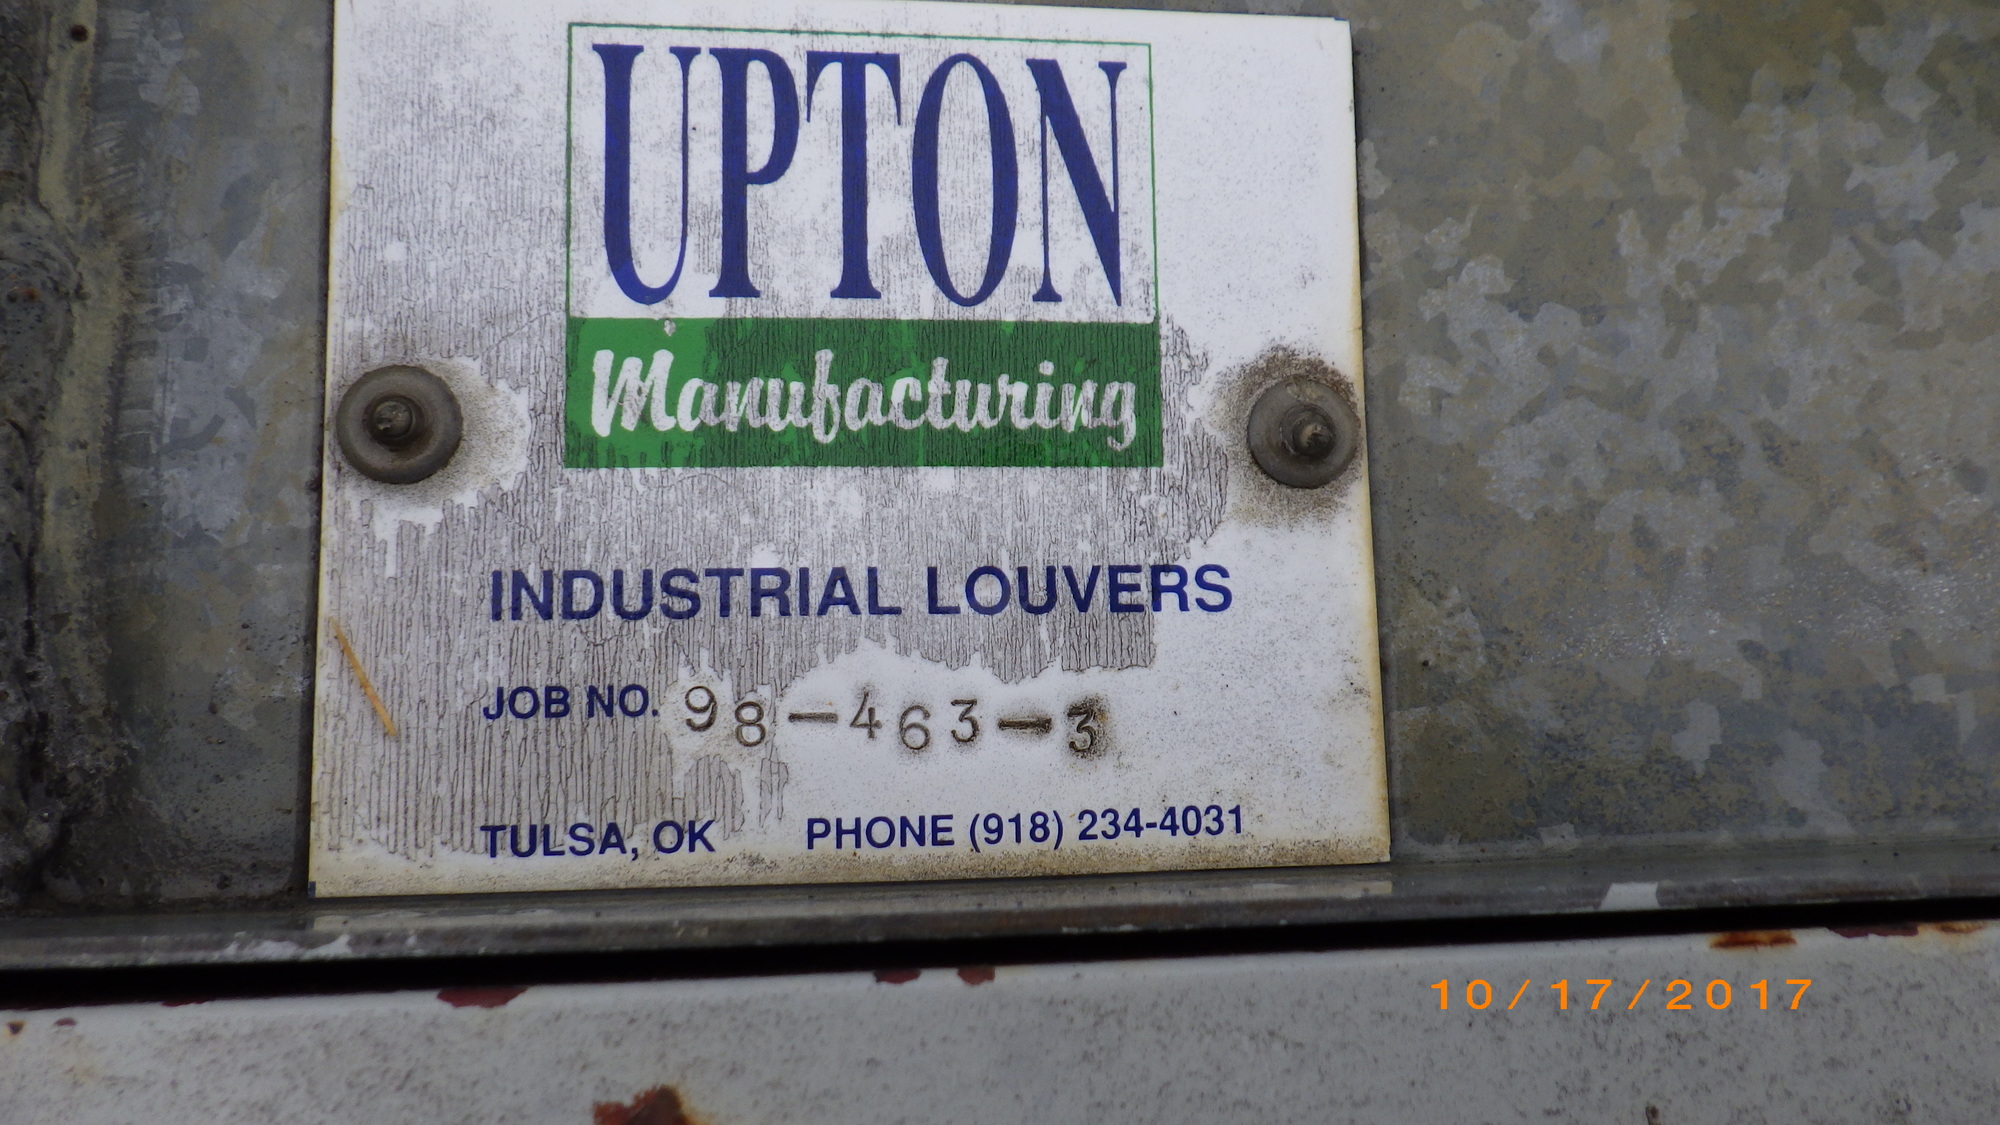 UPTON
Manufacturing
INDUSTRIAL LOUVERS
JOB NO. 98-463-3
TULSA, OK PHONE (918) 234-4031
10/17/2017